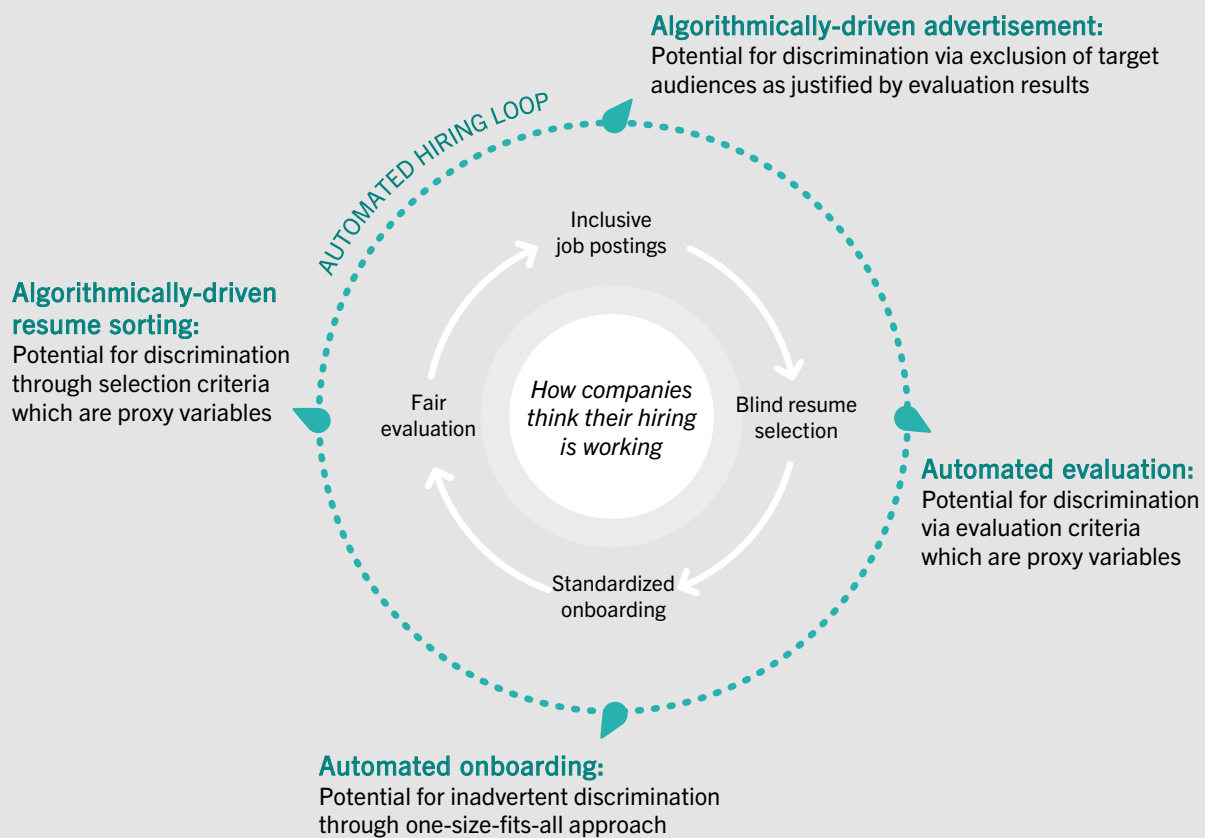 Algorithmically-driven advertisement:
Potential for discrimination via exclusion of target
audiences as justified by evaluation results
AUTOMATED HIRING LOOP
Inclusive
job postings
Algorithmically-driven
resume sorting:
Potential for discrimination
through selection criteria
which are proxy variables
Fair
evaluation
How companies
think their hiring
is working
Blind resume
selection
Automated evaluation:
Potential for discrimination
via evaluation criteria
which are proxy variables
Standardized
onboarding
Automated onboarding:
Potential for inadvertent discrimination
through one-size-fits-all approach